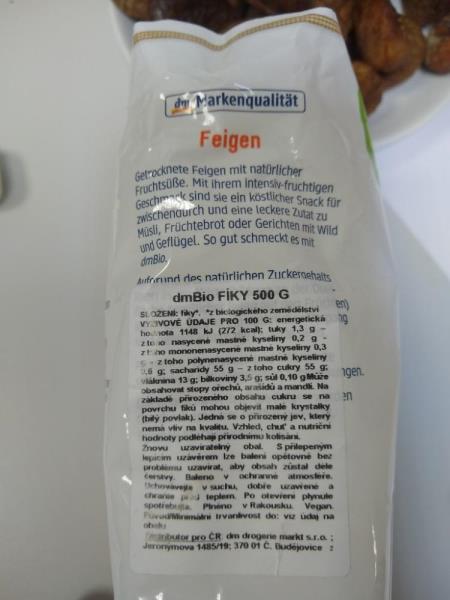 dm Markenqualität
Feigen
Getrocknete Feigen mit natürlicher
Fruchtsüße. Mit ihrem intensiv-fruchtigen
Geschmack sind sie ein köstlicher Snack für
zwischendurch und eine leckere Zutat zu
Müsli, Früchtebrot oder Gerichten mit Wild
und Geflügel. So gut schmeckt es mit
dmBio.
Aufgrund des natürlichen Zuckergehalts
dmBio FÍKY 500 G
SLOŽENÍ: fíky*. *z biologického zemědělství
VÝŽIVOVÉ ÚDAJE PRO 100 G: energetická
hodnota 1148 kJ (272 kcal); tuky 1,3 g –
z toho nasycené mastné kyseliny 0,2 g -
z toho mononenasycené mastné kyseliny 0,3
g – z toho polynenasycené mastné kyseliny
0,6 g; sacharidy 55 g – z toho cukry 55 g;
vláknina 13 g; bílkoviny 3,5 g; sůl 0,10 g Může
obsahovat stopy ořechů, arašídů a mandlí. Na
základě přirozeného obsahu cukru se na
povrchu fíků mohou objevit malé krystalky
(bílý povlak). Jedná se o přirozený jev, který
nemá vliv na kvalitu. Vzhled, chuť a nutriční
hodnoty podléhají přírodnímu kolísání.
Znovu uzavíratelný obal. S přilepeným
lepicím uzávěrem lze balení opětovně bez
problému uzavírat, aby obsah zůstal déle
čerstvý. Baleno v ochranné atmosféře.
Uchovávejte v suchu, dobře uzavřené a
chraňte před teplem. Po otevření plynule
spotřebujte. Plněno v Rakousku. Vegan.
Původ/Minimální trvanlivost do: viz údaj na
obalu
Distributor pro ČR: dm drogerie markt s.r.o. ;
Jeronýmova 1485/19; 370 01 Č. Budějovice 2